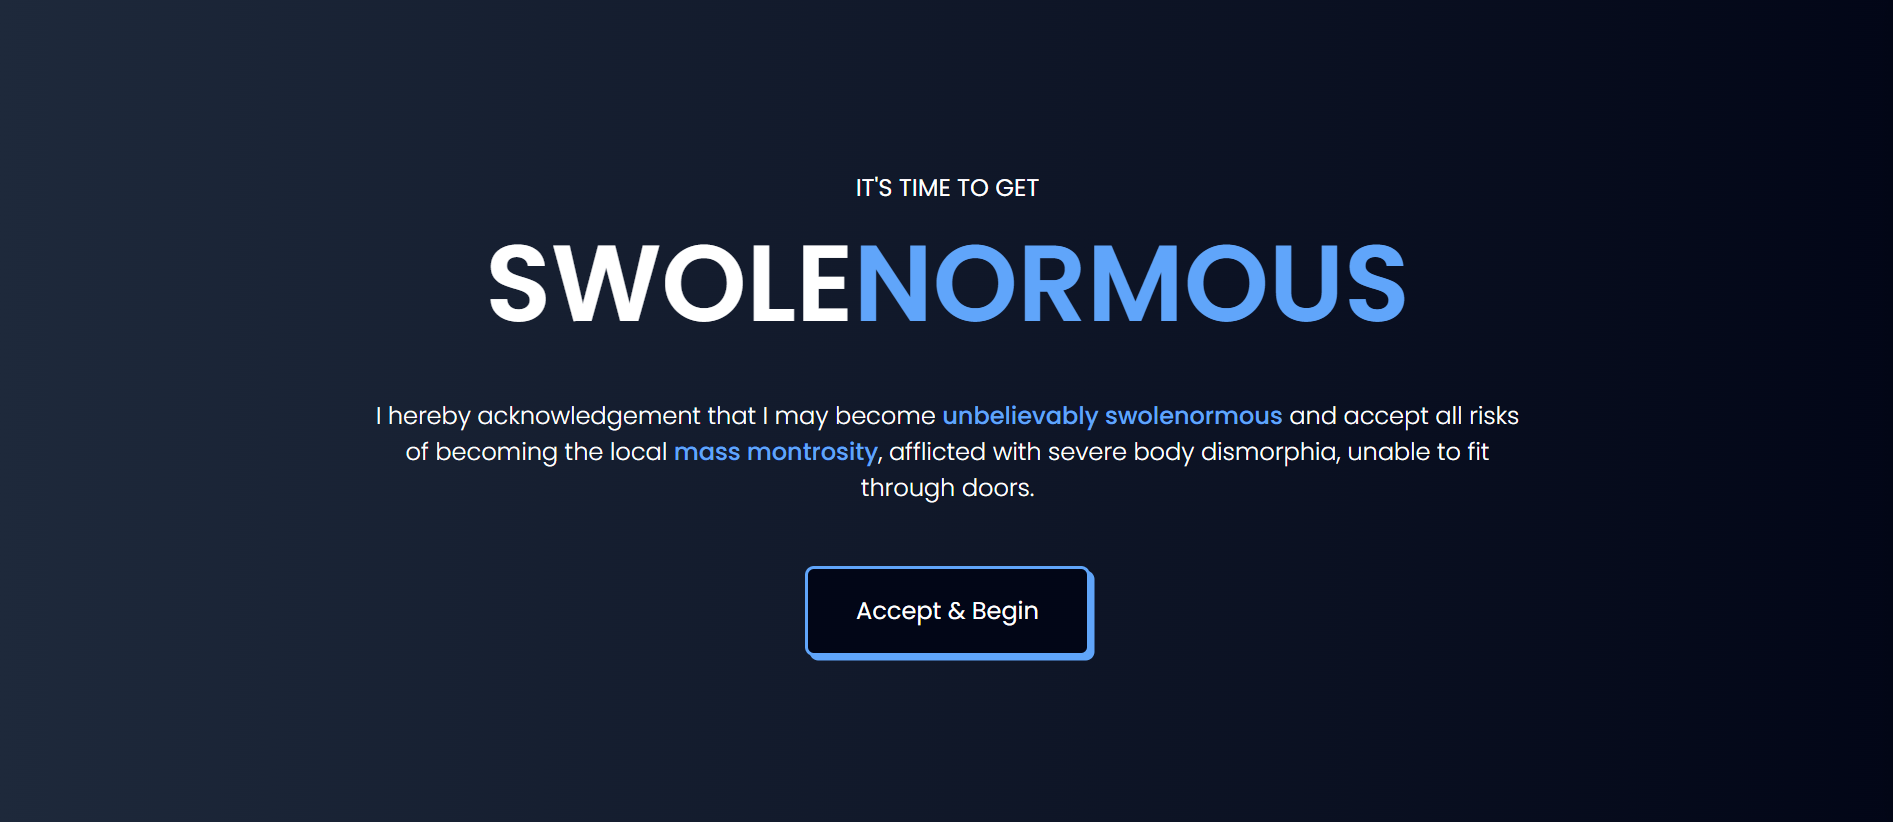 IT'S TIME TO GET
SWOLENORMOUS
I hereby acknowledgement that I may become unbelievably swolenormous and accept all risks
of becoming the local mass montrosity, afflicted with severe body dismorphia, unable to fit
through doors.
Accept & Begin